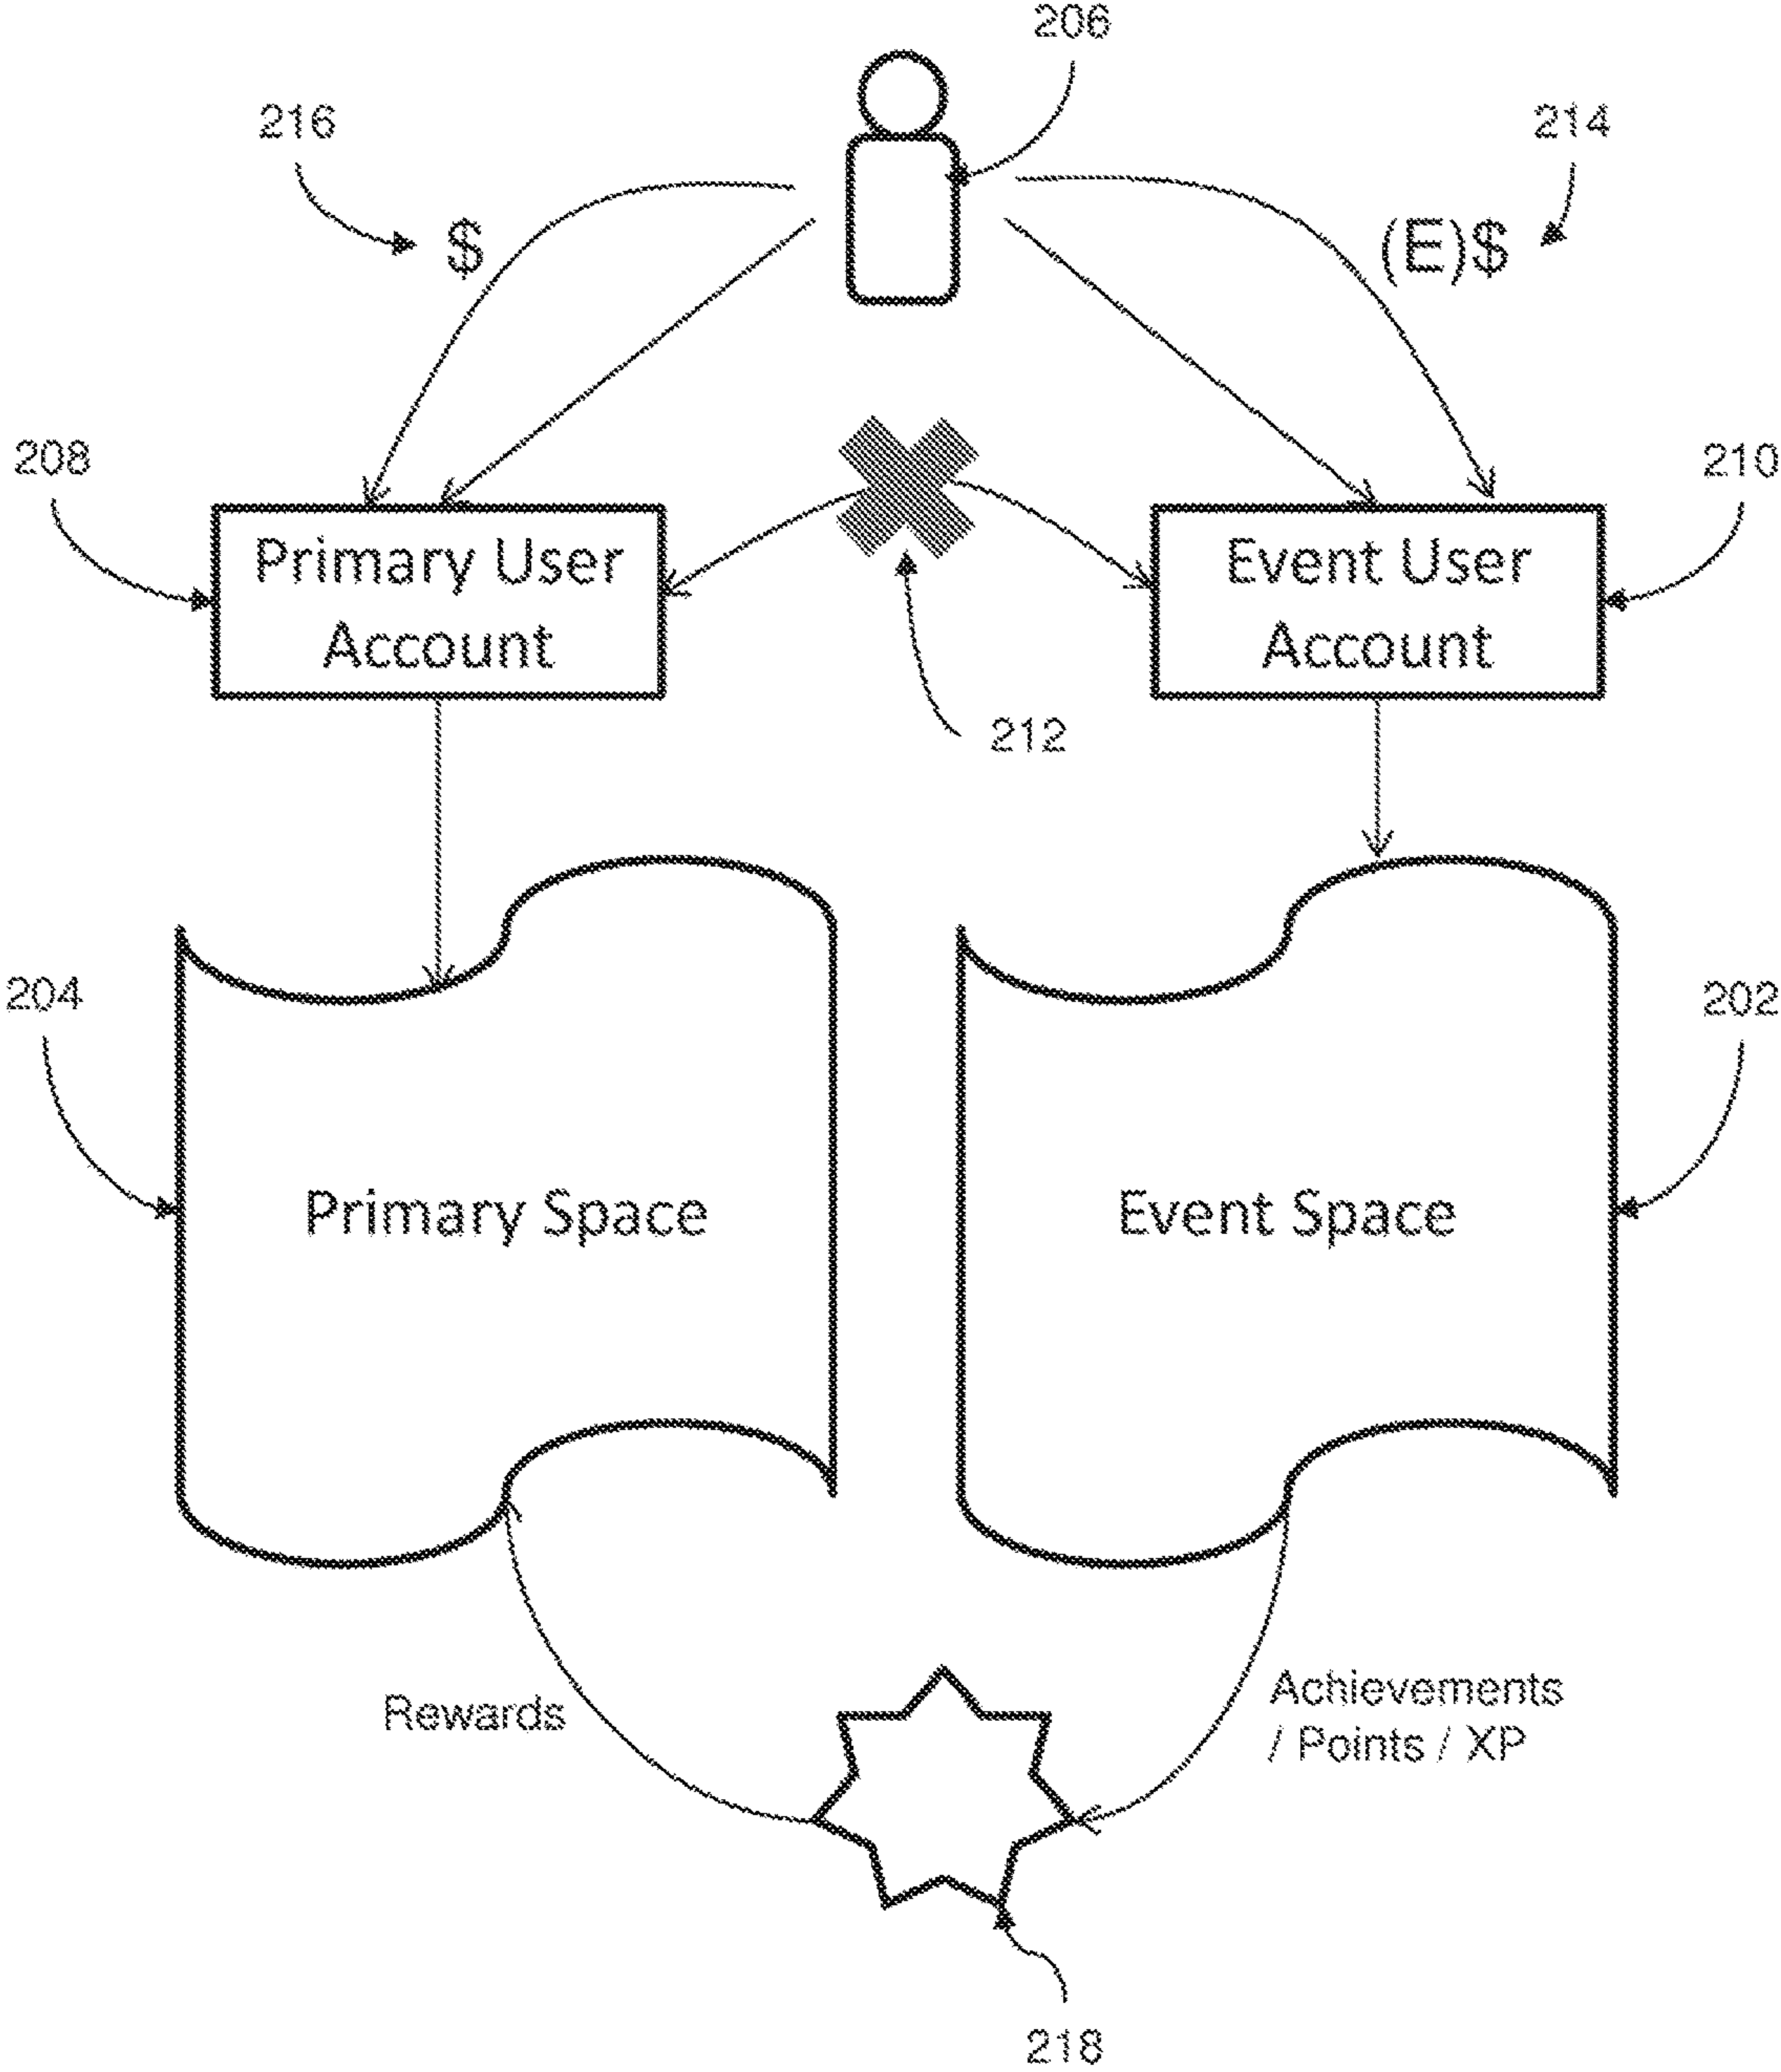 206
216
214
$
(E)$
208
210
Primary User
Account
Event User
Account
212
204
202
Primary Space
Event Space
Rewards
Achievements
/ Points / XP
218